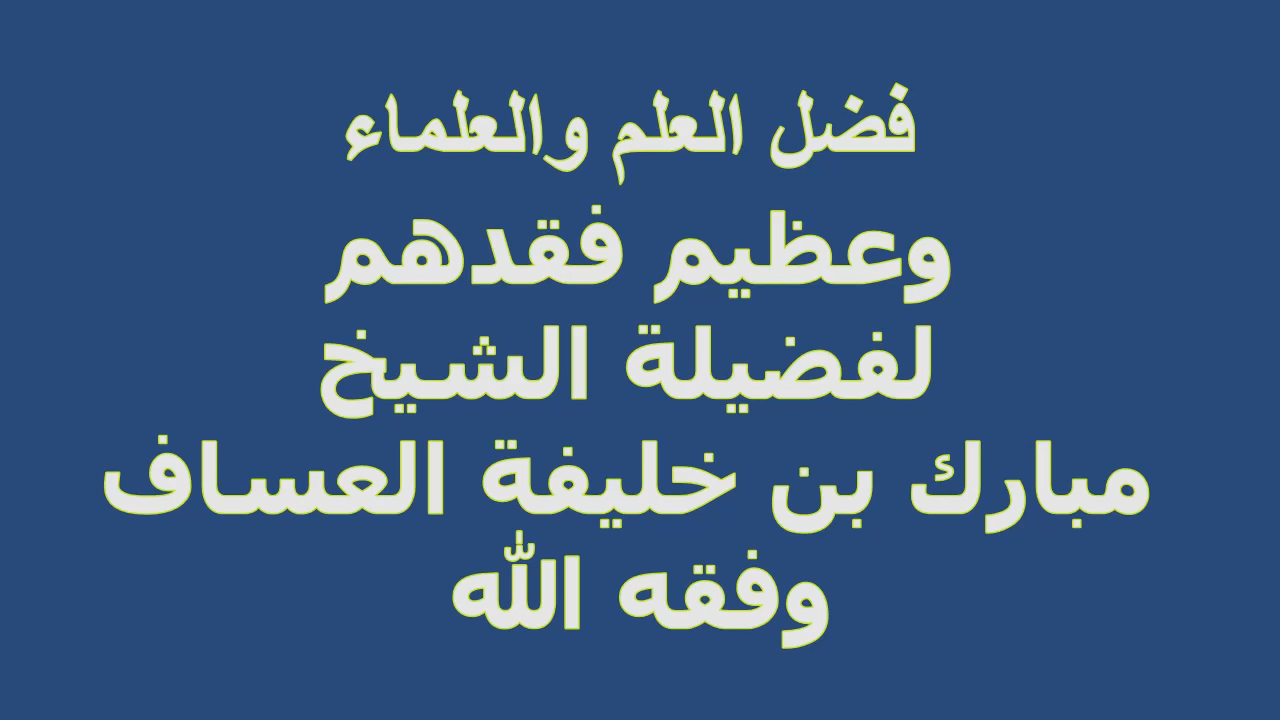 فضل العلم والعلماء
وعظيم فقدهم
لفضيلة الشيخ
مبارك بن خليفة العساف
وفقه الله